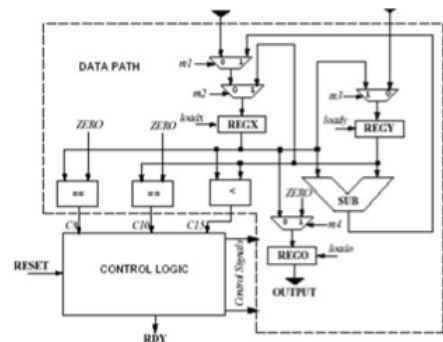 0 1
m1
DATA PATH
0 1
m2
1 0
m3
loadx
REGX
loady
REGY
ZERO
ZERO
==
==
<
ZERO
SUB
0 1
m4
C9
C10
C15
REGO
loado
CONTROL LOGIC
Control Signals
OUTPUT
RESET
RDY